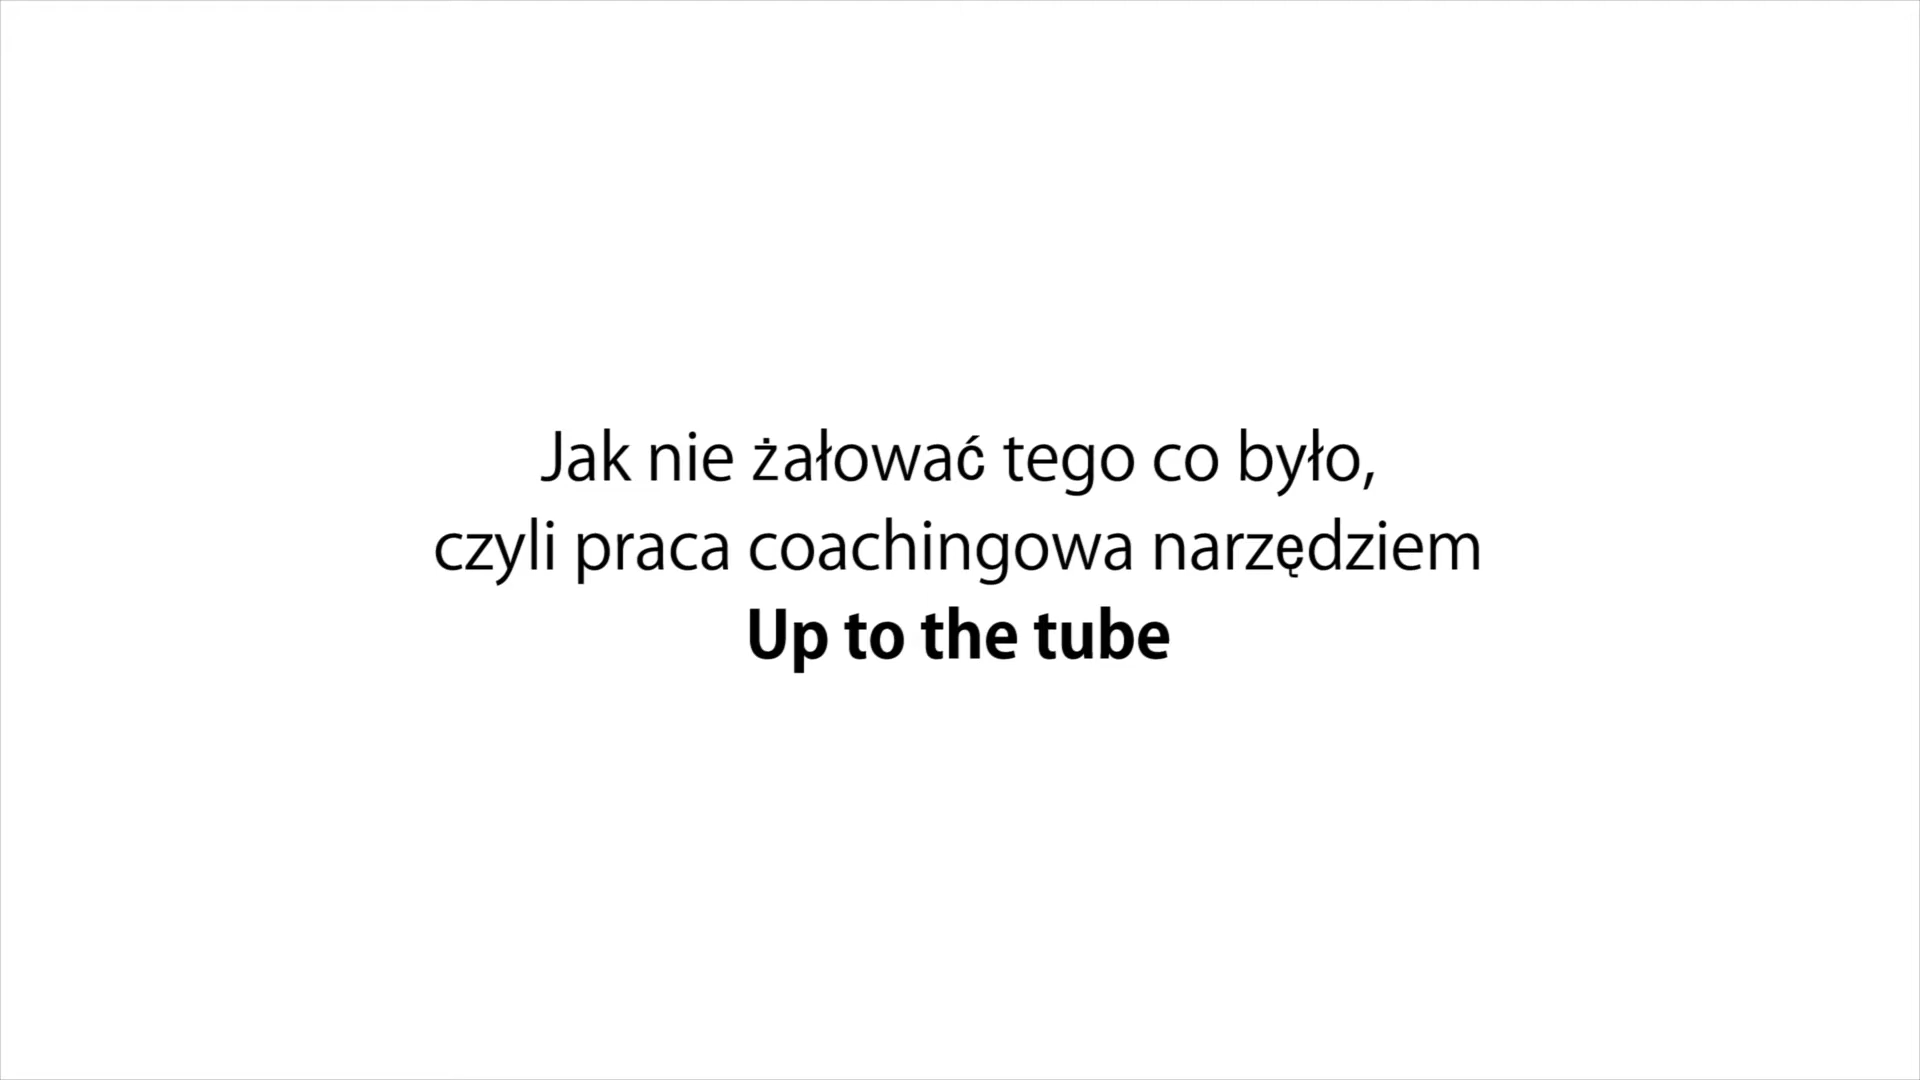 Jak nie żałować tego co było,
czyli praca coachingowa narzędziem
Up to the tube